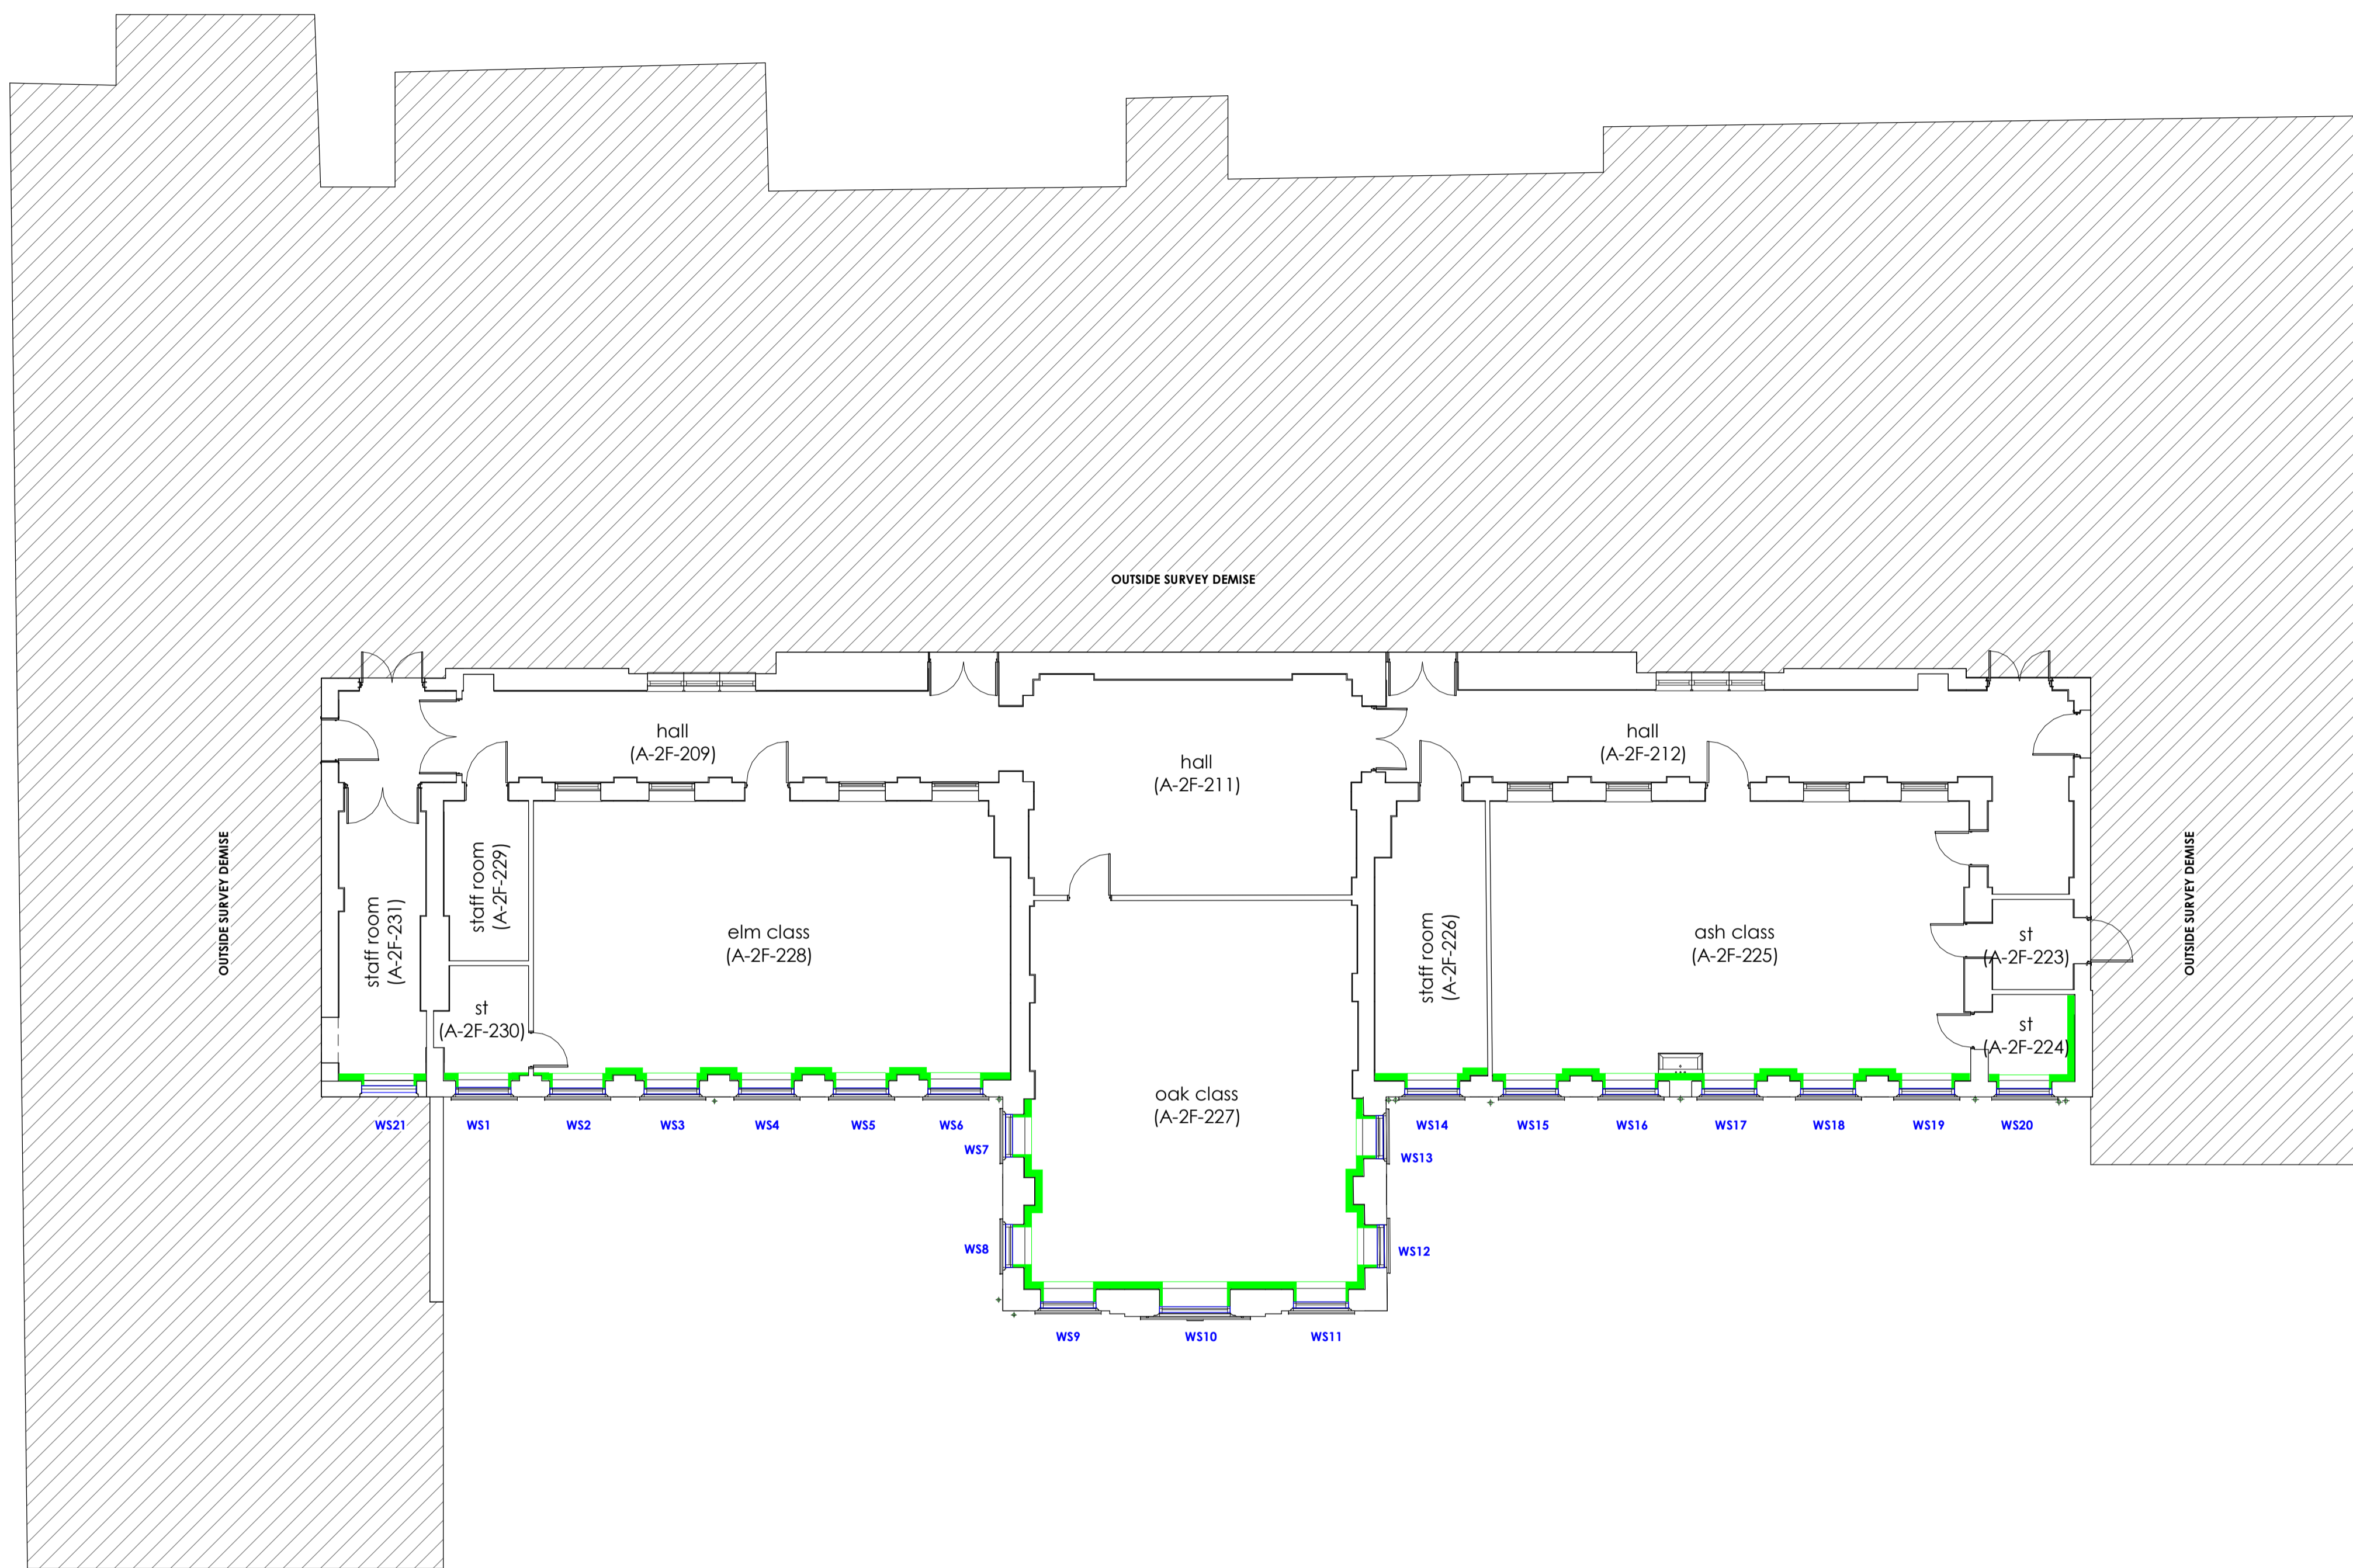 OUTSIDE SURVEY DEMISE
hall
(A-2F-209)
hall
(A-2F-211)
hall
(A-2F-212)
OUTSIDE SURVEY DEMISE
staff room
(A-2F-231)
staff room
(A-2F-229)
st
(A-2F-230)
elm class
(A-2F-228)
oak class
(A-2F-227)
staff room
(A-2F-226)
ash class
(A-2F-225)
st
(A-2F-223)
st
(A-2F-224)
OUTSIDE SURVEY DEMISE
WS21
WS1
WS2
WS3
WS4
WS5
WS6
WS7
WS8
WS9
WS10
WS11
WS12
WS13
WS14
WS15
WS16
WS17
WS18
WS19
WS20